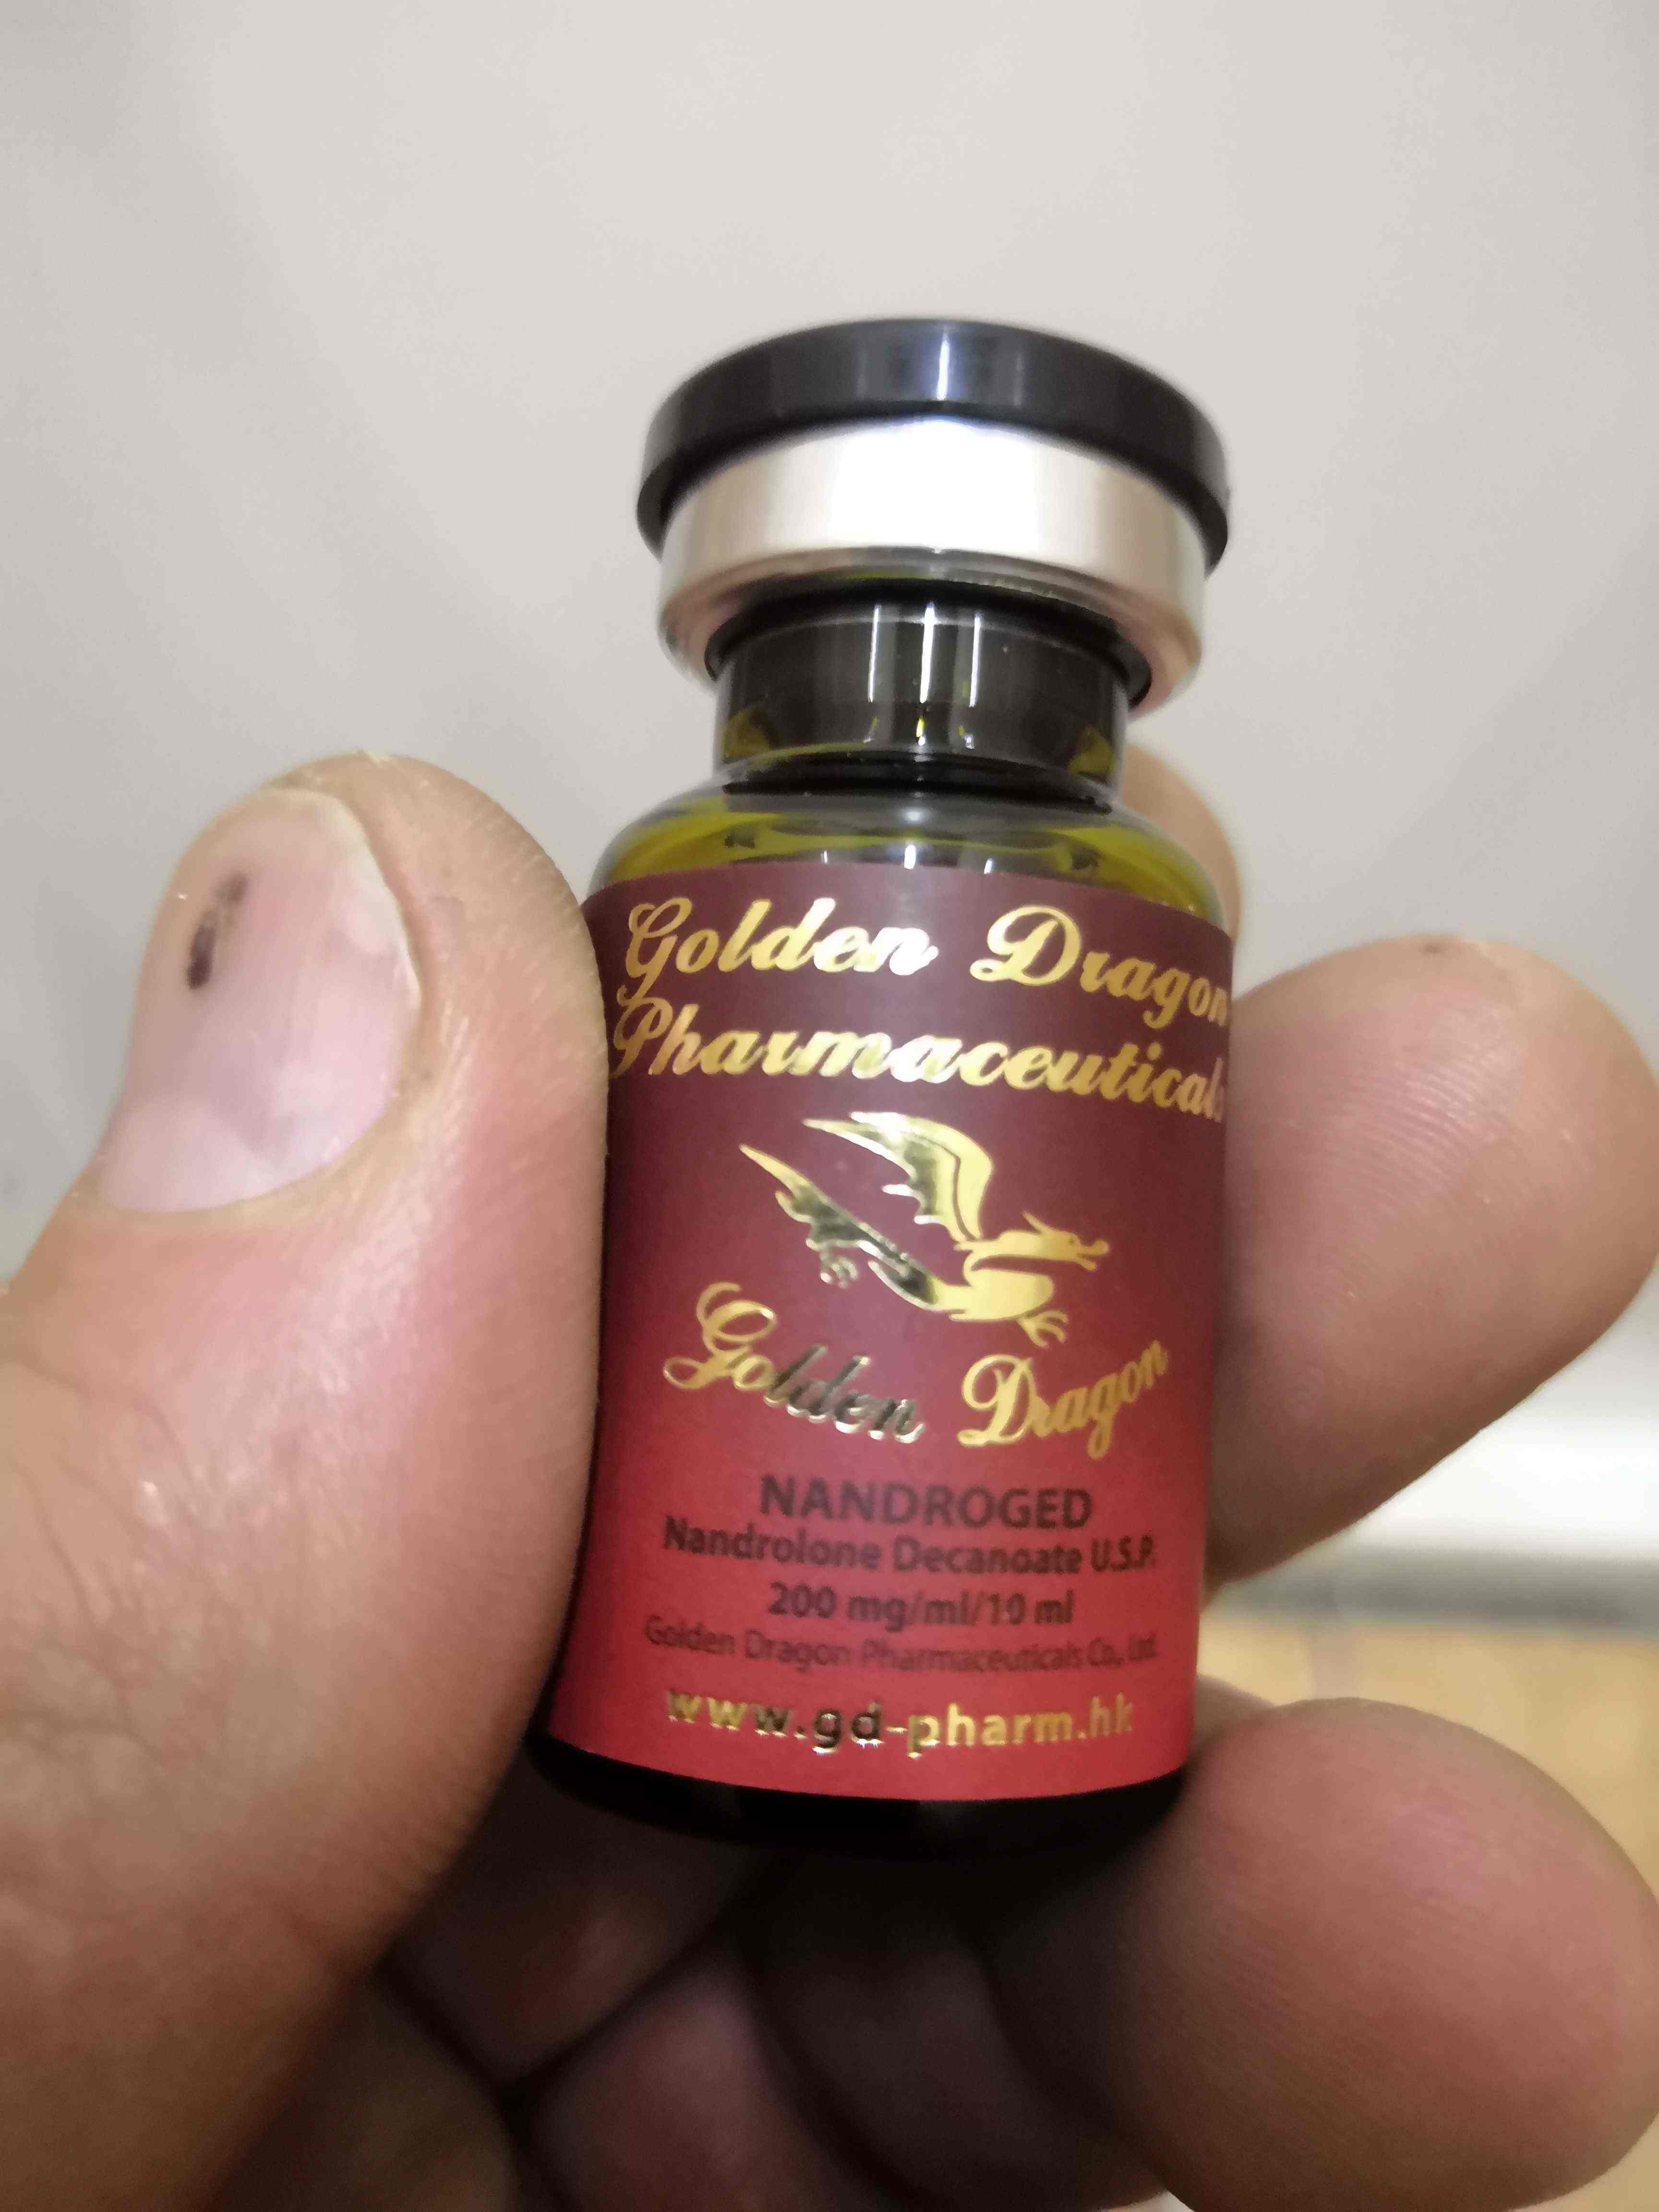 Golden Dragon
Pharmaceuticals
Golden Dragon
NANDROGED
Nandrolone Decanoate U.S.P.
200 mg/ml/10 ml
Golden Dragon Pharmaceuticals Co., Ltd.
www.gd-pharm.hk